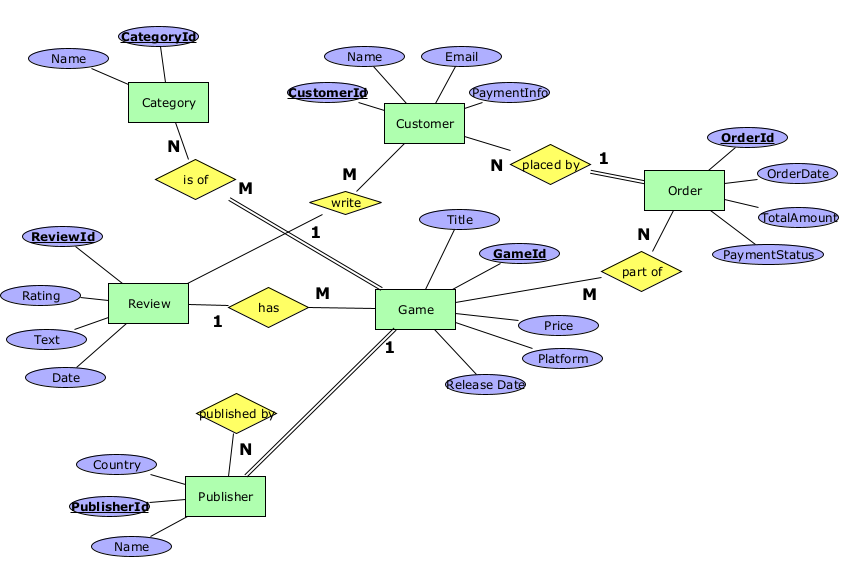 CategoryId
Name
Category
Name
Email
CustomerId
PaymentInfo
Customer
OrderId
N
N
placed by
1
OrderDate
is of
M
M
Order
write
TotalAmount
Title
1
N
ReviewId
GameId
PaymentStatus
part of
Rating
Review
has
M
M
1
Game
Text
Price
1
Platform
Date
Release Date
published by
N
Country
Publisher
PublisherId
Name